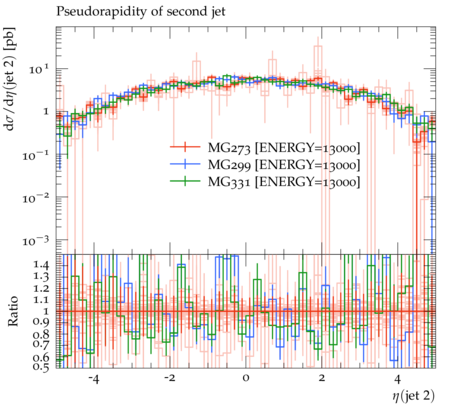 Pseudorapidity of second jet
dσ/dη(jet 2) [pb]
10¹
1
10⁻¹
10⁻²
10⁻³
MG273 [ENERGY=13000]
MG299 [ENERGY=13000]
MG331 [ENERGY=13000]
Ratio
1.4
1.3
1.2
1.1
1
0.9
0.8
0.7
0.6
0.5
-4 -2 0 2 4
η(jet 2)